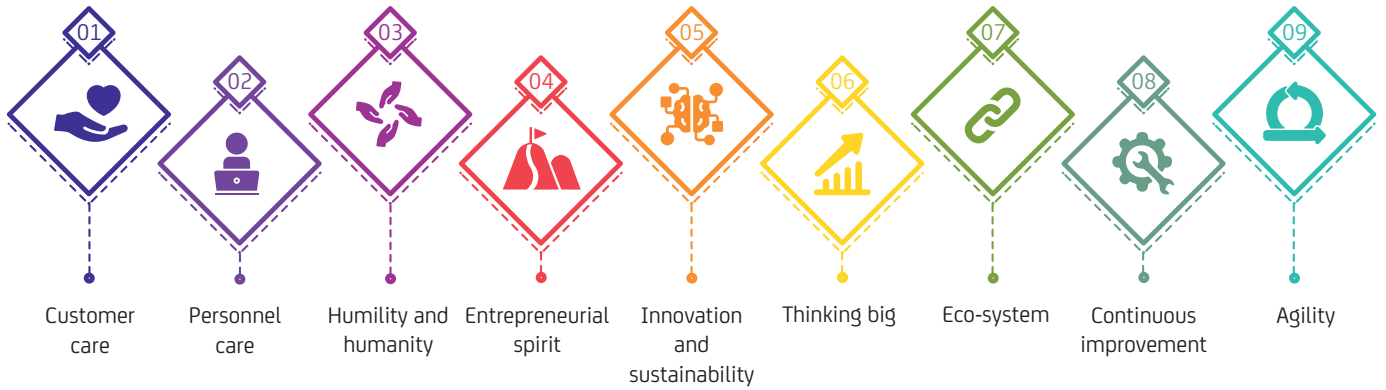 01
02
03
04
05
06
07
08
09
Customer
care
Personnel
care
Humility and
humanity
Entrepreneurial
spirit
Innovation
and
sustainability
Thinking big
Eco-system
Continuous
improvement
Agility